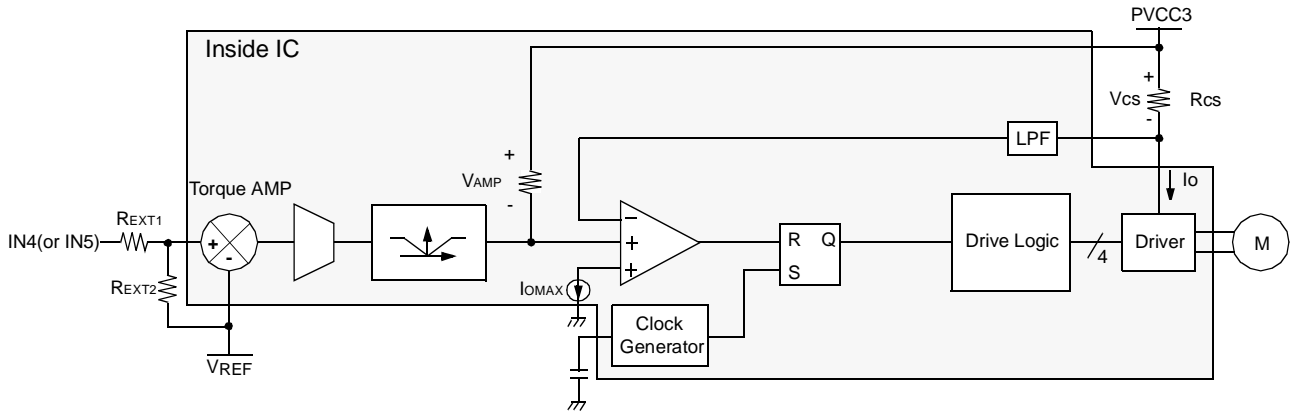 PVCC3
Inside IC
+
Vcs
Rcs
-
LPF
+
VAMP
-
Torque AMP
Io
REXT1
IN4(or IN5)
+
-
REXT2
−
+
+
R Q
S
Drive Logic
4
Driver
M
IOMAX
Clock
Generator
VREF